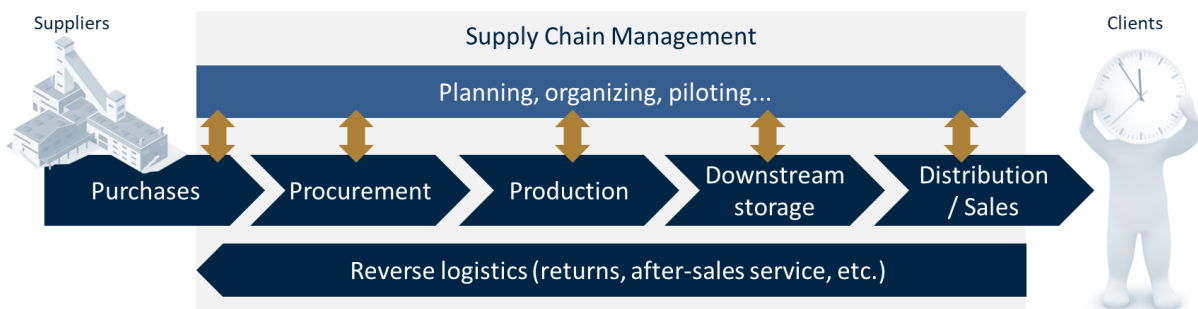 Suppliers
Clients
Supply Chain Management
Planning, organizing, piloting...
Purchases
Procurement
Production
Downstream
storage
Distribution
/ Sales
Reverse logistics (returns, after-sales service, etc.)